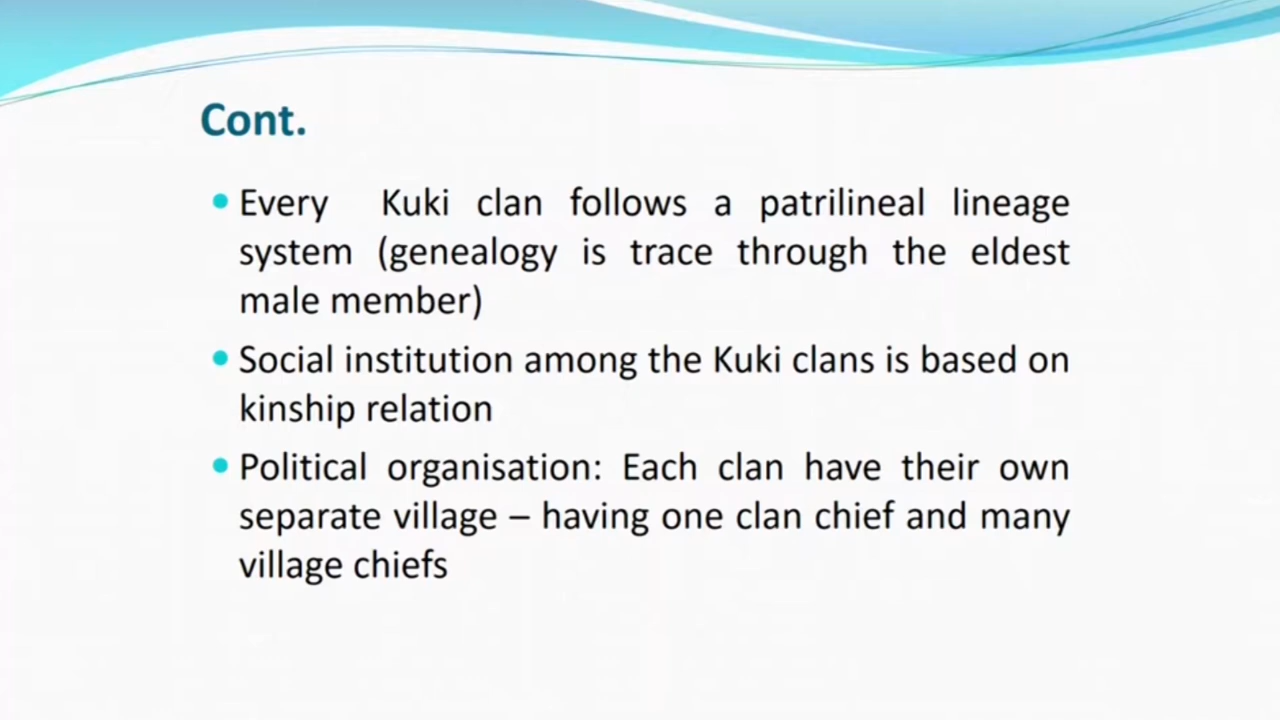 Cont.
Every Kuki clan follows a patrilineal lineage
system (genealogy is trace through the eldest
male member)
Social institution among the Kuki clans is based on
kinship relation
Political organisation: Each clan have their own
separate village – having one clan chief and many
village chiefs